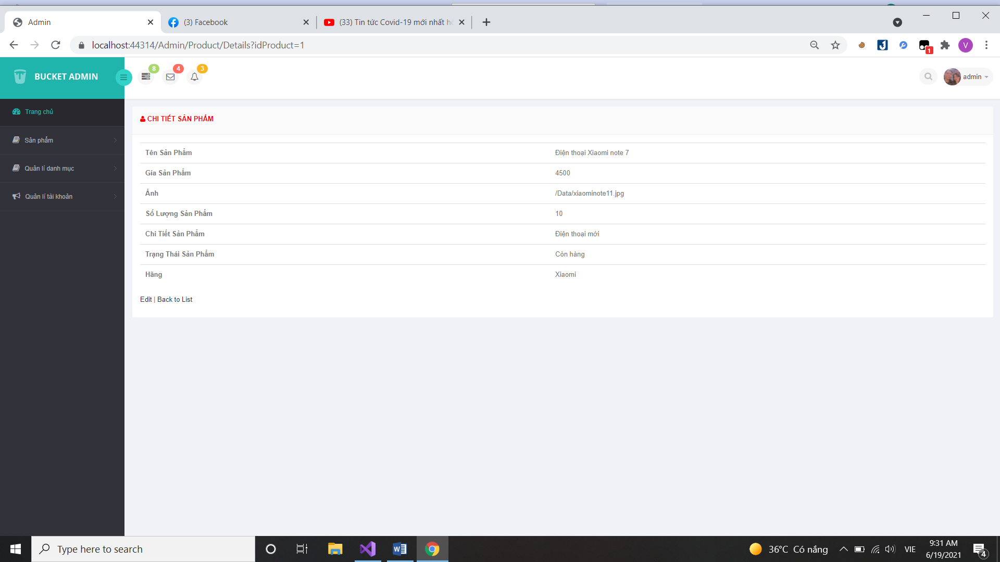 Admin
(3) Facebook
(33) Tin tức Covid-19 mới nhất h
localhost:44314/Admin/Product/Details?idProduct=1
1
V
BUCKET ADMIN
8
4
3
admin
Trang chủ
Sản phẩm
Quản lí danh mục
Quản lí tài khoản
CHI TIẾT SẢN PHẨM
Tên Sản Phẩm
Điện thoại Xiaomi note 7
Gía Sản Phẩm
4500
Ảnh
/Data/xiaominote11.jpg
Số Lượng Sản Phẩm
10
Chi Tiết Sản Phẩm
Điện thoại mới
Trạng Thái Sản Phẩm
Còn hàng
Hãng
Xiaomi
Edit | Back to List
Type here to search
36°C Có nắng
VIE
9:31 AM
6/19/2021
4